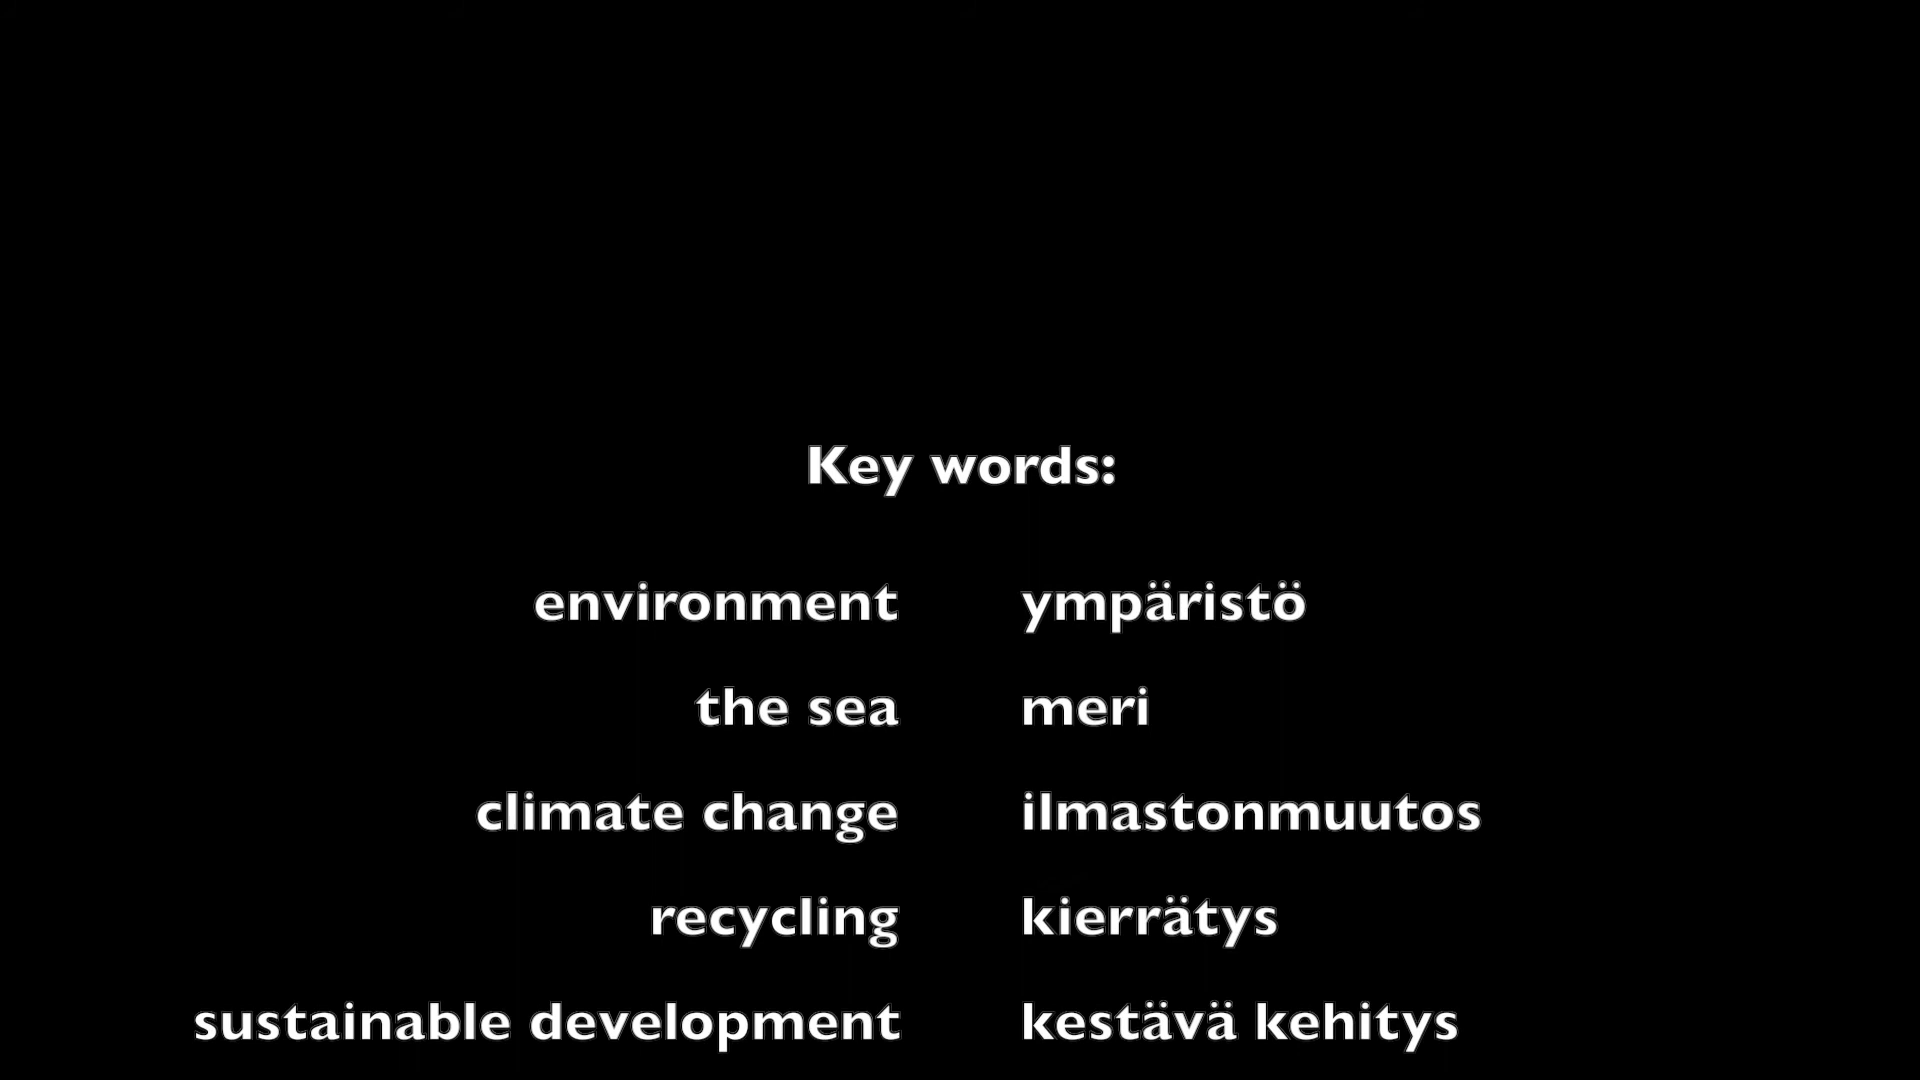 Key words:
environment ympäristö
the sea meri
climate change ilmastonmuutos
recycling kierrätys
sustainable development kestävä kehitys